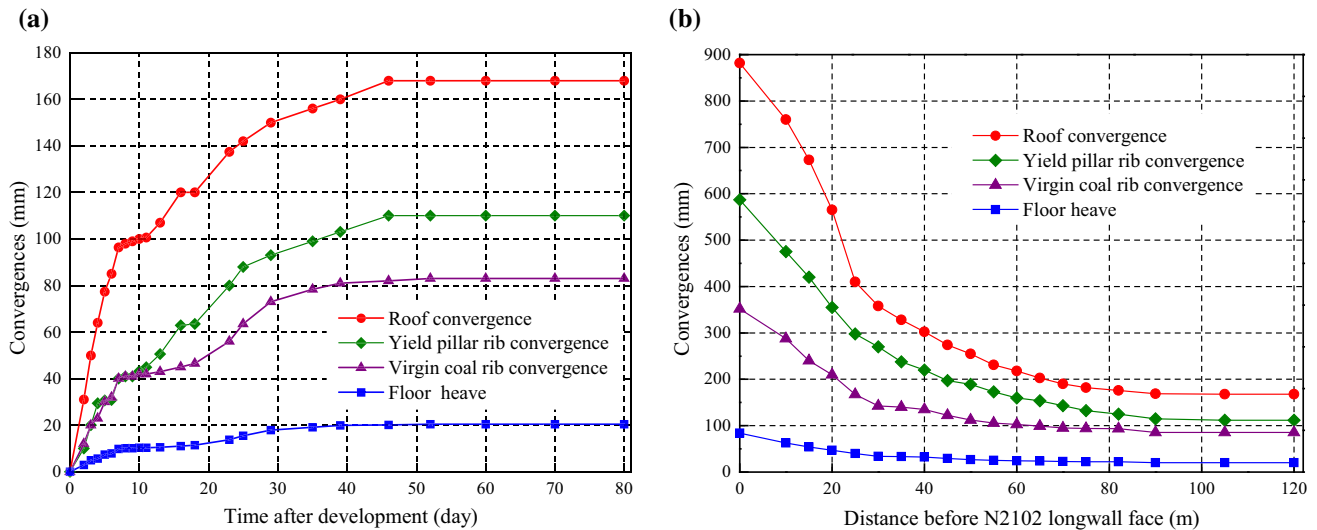 (a)
180
160
140
120
100
80
60
40
20
0
Convergences (mm)
0 10 20 30 40 50 60 70 80
Time after development (day)
Roof convergence
Yield pillar rib convergence
Virgin coal rib convergence
Floor heave
(b)
900
800
700
600
500
400
300
200
100
0
Convergences (mm)
0 20 40 60 80 100 120
Distance before N2102 longwall face (m)
Roof convergence
Yield pillar rib convergence
Virgin coal rib convergence
Floor heave